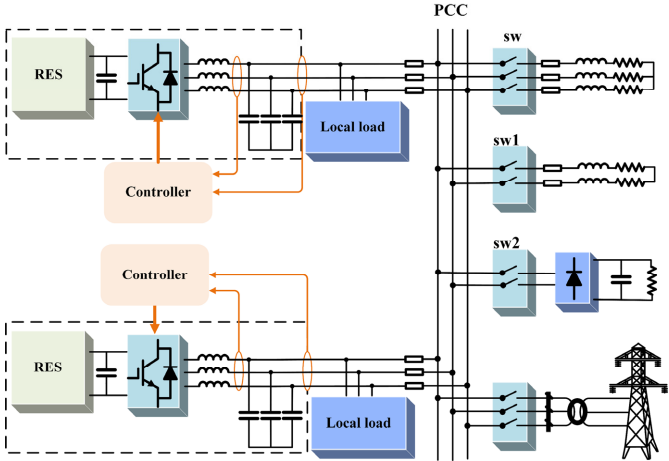 PCC
sw
RES
Local load
Controller
sw1
sw2
Controller
RES
Local load